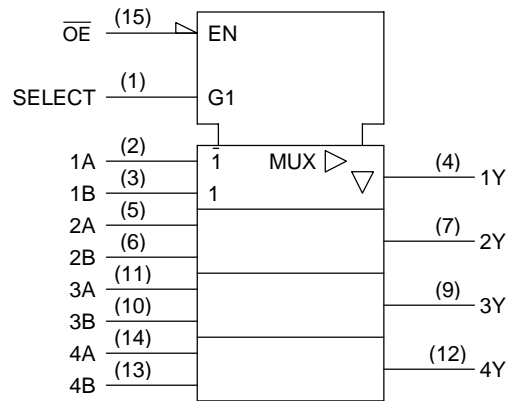 O̅E̅ (15) EN
SELECT (1) G1
1A (2) 1̅ MUX (4) 1Y
1B (3) 1
2A (5) (7) 2Y
2B (6)
3A (11) (9) 3Y
3B (10)
4A (14) (12) 4Y
4B (13)